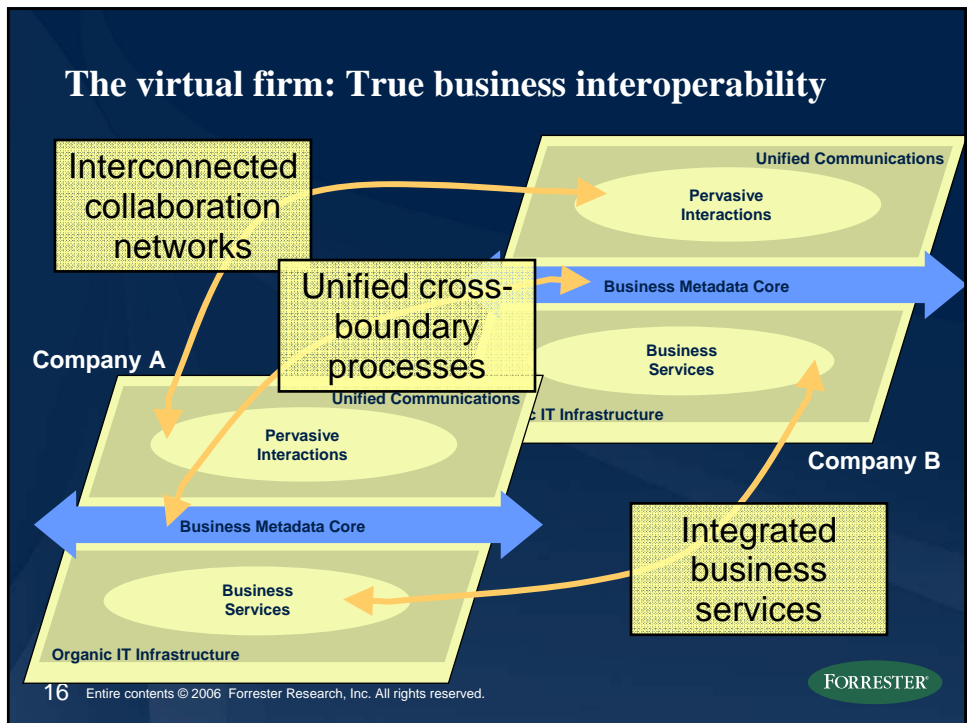 The virtual firm: True business interoperability
Interconnected
collaboration
networks
Unified Communications
Pervasive
Interactions
Unified cross-
boundary
processes
Business Metadata Core
Company A
Business
Services
Unified Communications
IT Infrastructure
Pervasive
Interactions
Company B
Business Metadata Core
Integrated
business
services
Business
Services
Organic IT Infrastructure
16 Entire contents © 2006 Forrester Research, Inc. All rights reserved.
FORRESTER®